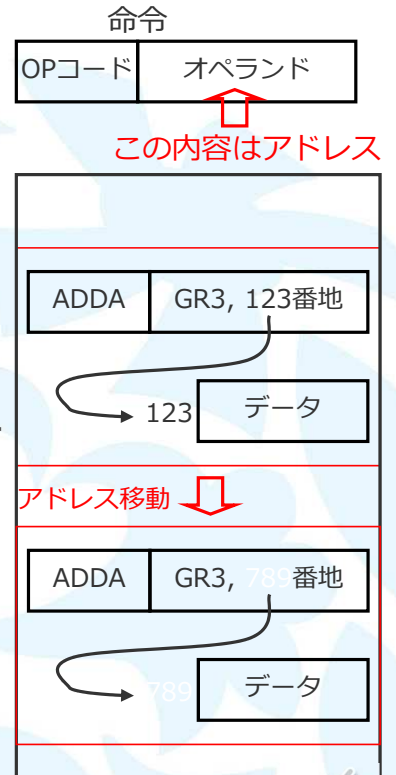 命令
OPコード オペランド
この内容はアドレス
ADDA GR3, 123番地
123 データ
アドレス移動
ADDA GR3, 789番地
789 データ